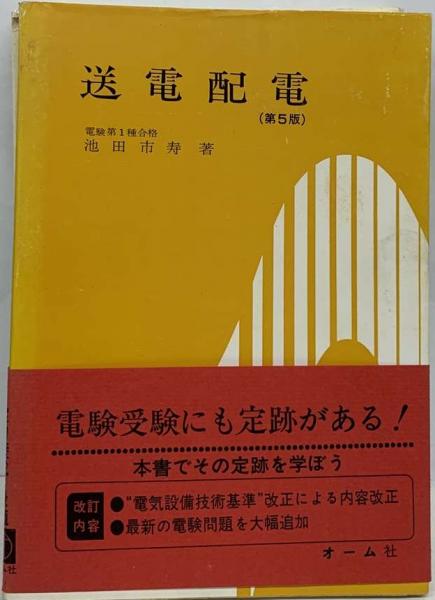 送電配電
(第5版)
電験第1種合格
池田市寿 著
電験受験にも定跡がある!
本書でその定跡を学ぼう
改訂内容
●“電気設備技術基準”改正による内容改正
●最新の電験問題を大幅追加
オーム社